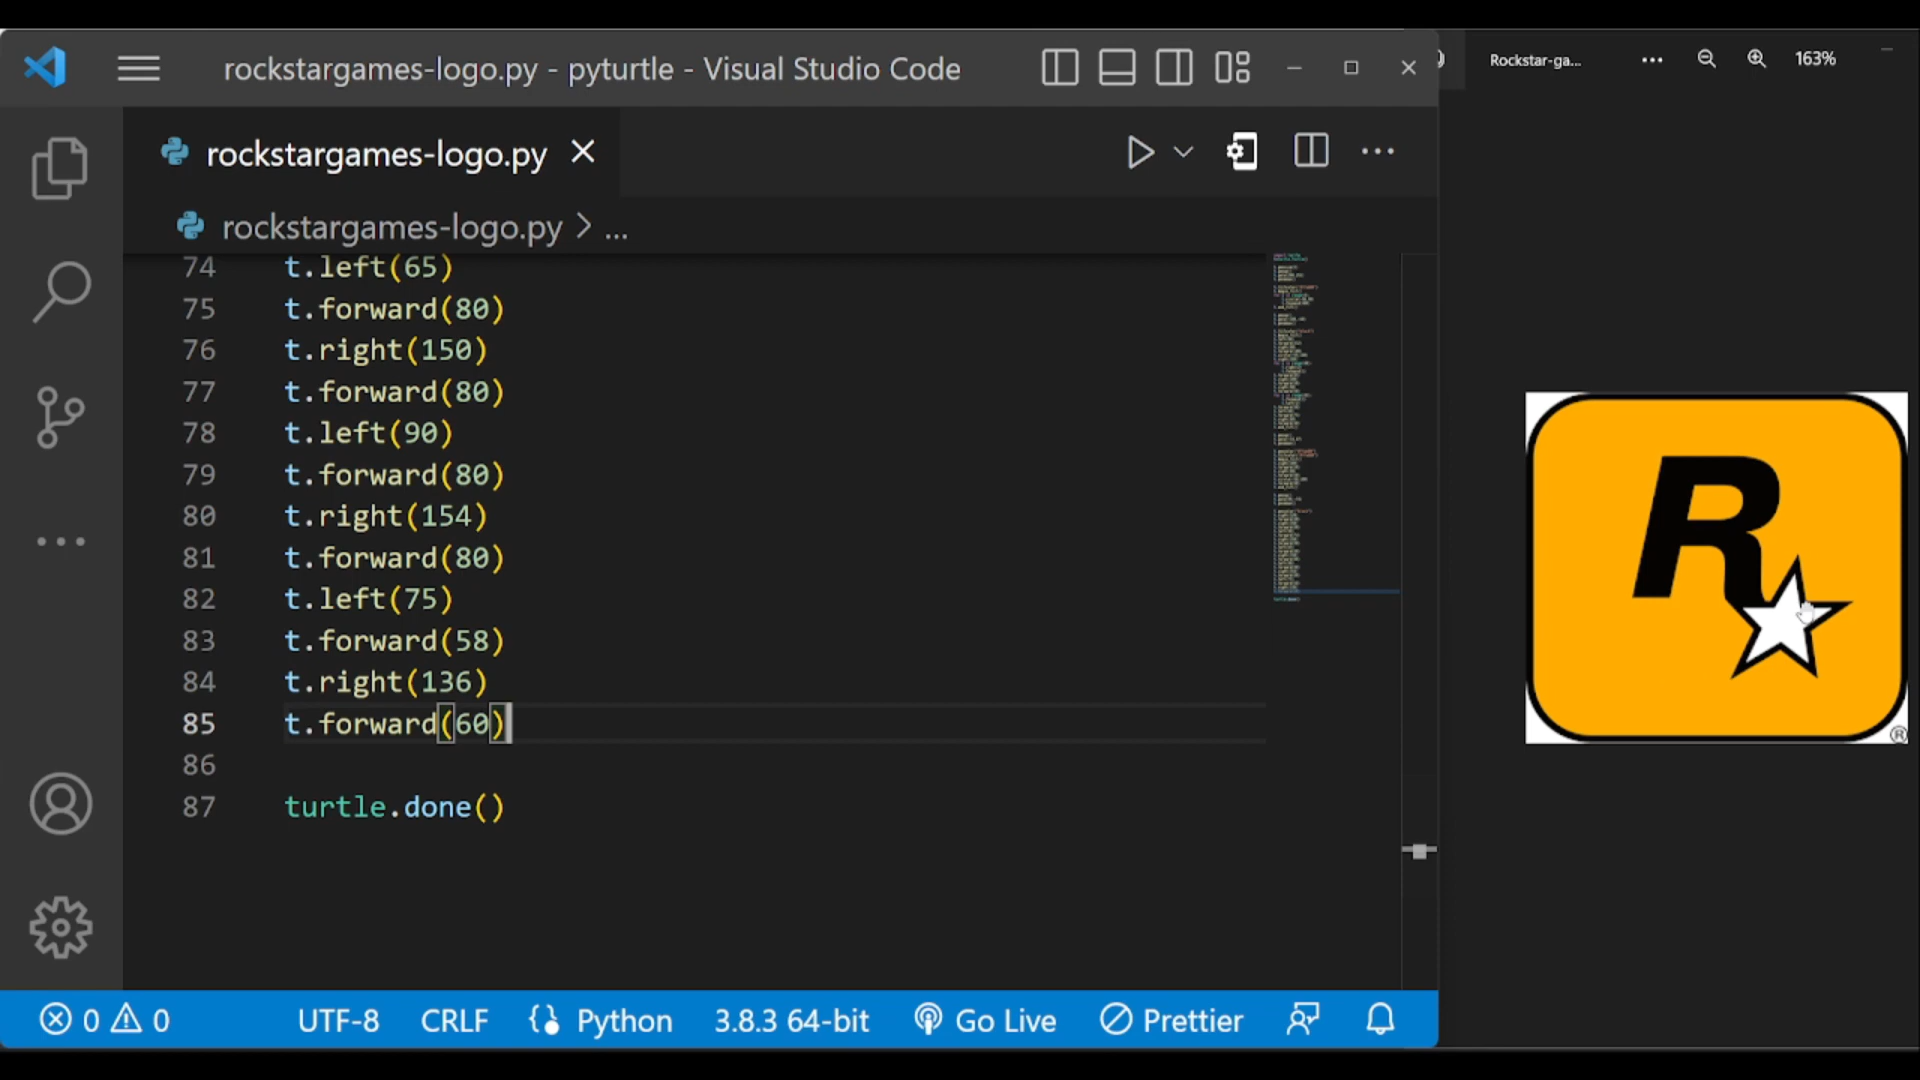 rockstargames-logo.py - pyturtle - Visual Studio Code
Rockstar-ga...
163%
rockstargames-logo.py
rockstargames-logo.py > ...
74 t.left(65)
75 t.forward(80)
76 t.right(150)
77 t.forward(80)
78 t.left(90)
79 t.forward(80)
80 t.right(154)
81 t.forward(80)
82 t.left(75)
83 t.forward(58)
84 t.right(136)
85 t.forward(60)
86
87 turtle.done()
R
®
0 0 UTF-8 CRLF Python 3.8.3 64-bit Go Live Prettier